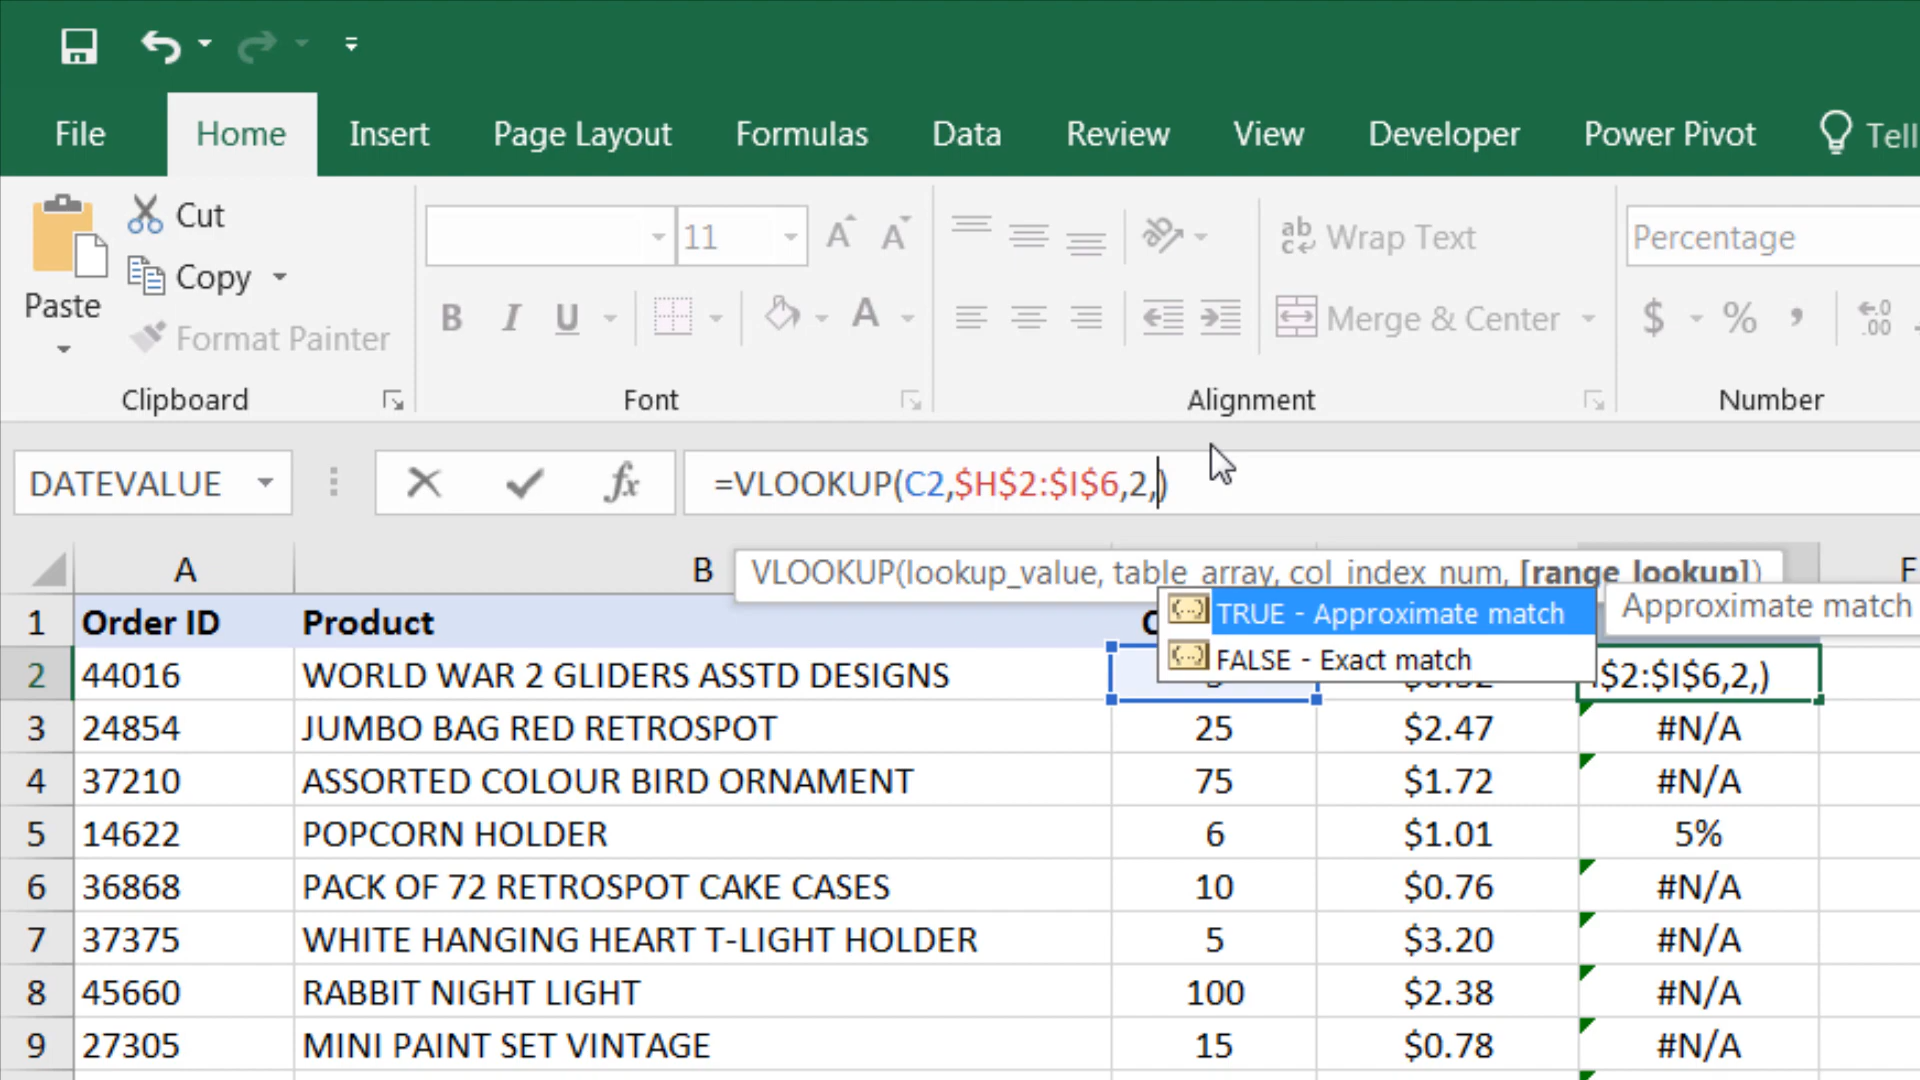 File Home Insert Page Layout Formulas Data Review View Developer Power Pivot Tell
Paste
Cut
Copy
Format Painter
Clipboard
11
A A
B I U
A
Font
ab
ab c
Wrap Text
Merge & Center
Alignment
Percentage
$ % , .0 .00
Number
DATEVALUE
fx
=VLOOKUP(C2,$H$2:$I$6,2,)
VLOOKUP(lookup_value, table_array, col_index_num, [range_lookup])
TRUE - Approximate match
FALSE - Exact match
Approximate match
A B F
1 Order ID Product
2 44016 WORLD WAR 2 GLIDERS ASSTD DESIGNS $2:$I$6,2,)
3 24854 JUMBO BAG RED RETROSPOT 25 $2.47 #N/A
4 37210 ASSORTED COLOUR BIRD ORNAMENT 75 $1.72 #N/A
5 14622 POPCORN HOLDER 6 $1.01 5%
6 36868 PACK OF 72 RETROSPOT CAKE CASES 10 $0.76 #N/A
7 37375 WHITE HANGING HEART T-LIGHT HOLDER 5 $3.20 #N/A
8 45660 RABBIT NIGHT LIGHT 100 $2.38 #N/A
9 27305 MINI PAINT SET VINTAGE 15 $0.78 #N/A